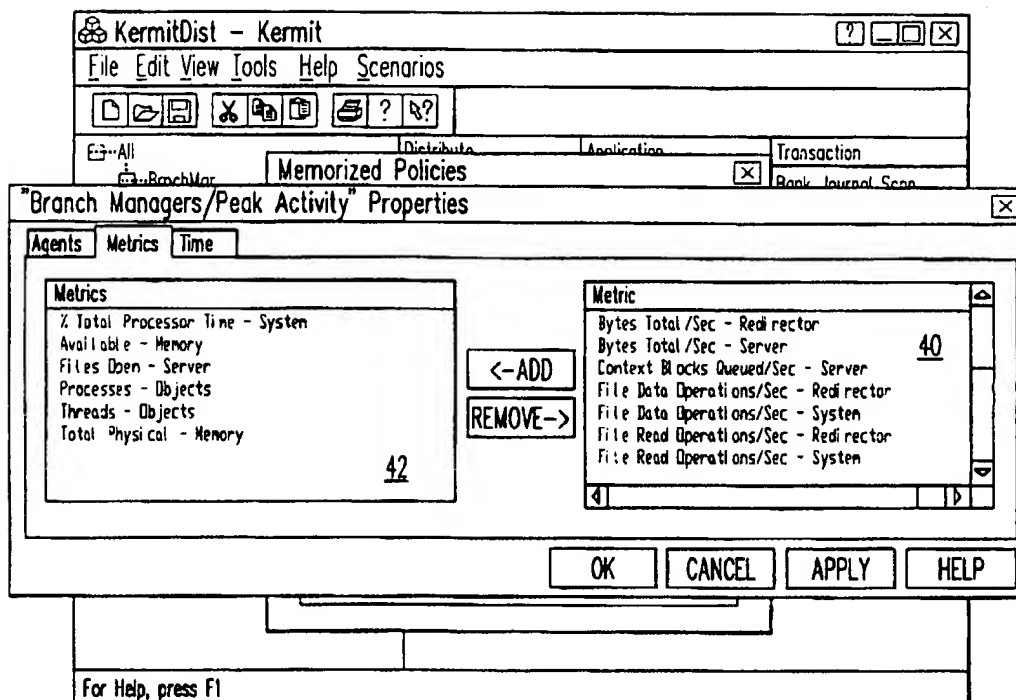 KermitDist – Kermit
? 
File Edit View Tools Help Scenarios
? ?
All
Distribute
Application
Transaction
BrnchMar
Memorized Policies
Bank Journal Scan
"Branch Managers/Peak Activity" Properties
Agents Metrics Time
Metrics
% Total Processor Time - System
Available - Memory
Files Open - Server
Processes - Objects
Threads - Objects
Total Physical - Memory
42
<-ADD
REMOVE->
Metric
Bytes Total/Sec - Redirector
Bytes Total/Sec - Server
40
Context Blocks Queued/Sec - Server
File Data Operations/Sec - Redirector
File Data Operations/Sec - System
File Read Operations/Sec - Redirector
File Read Operations/Sec - System
OK CANCEL APPLY HELP
For Help, press F1